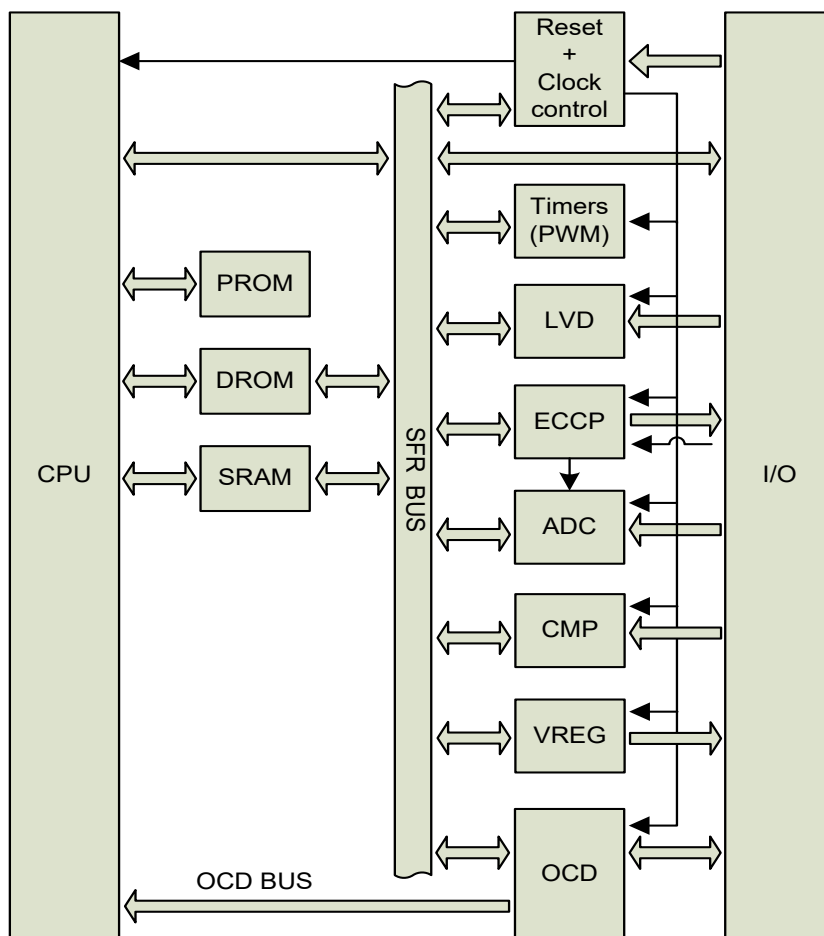 Reset
+
Clock
control
Timers
(PWM)
PROM
LVD
DROM
ECCP
CPU
SRAM
SFR BUS
I/O
ADC
CMP
VREG
OCD BUS
OCD